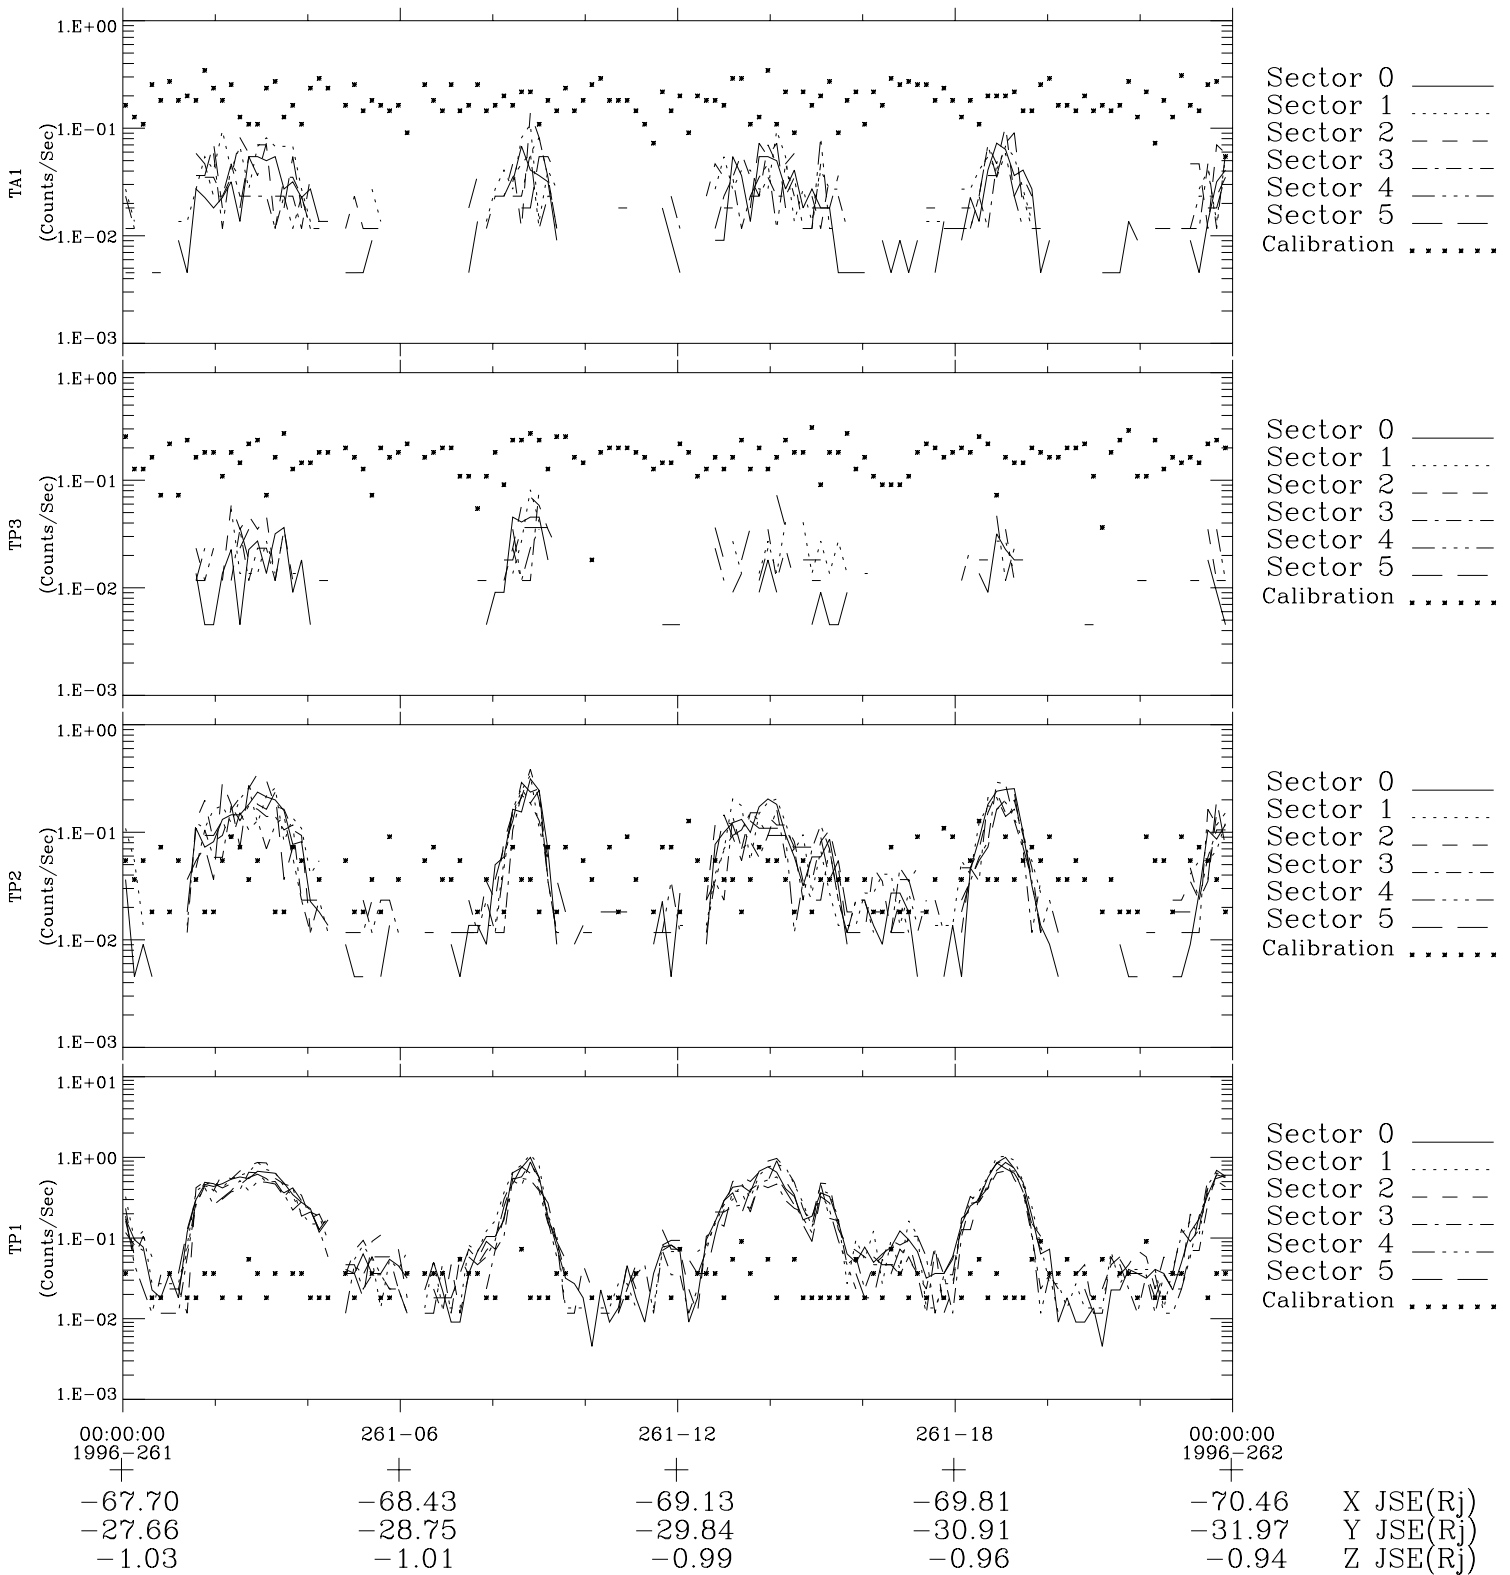 1.E+00
1.E-01
1.E-02
1.E-03
TA1
(Counts/Sec)
Sector 0
Sector 1
Sector 2
Sector 3
Sector 4
Sector 5
Calibration
1.E+00
1.E-01
1.E-02
1.E-03
TP3
(Counts/Sec)
Sector 0
Sector 1
Sector 2
Sector 3
Sector 4
Sector 5
Calibration
1.E+00
1.E-01
1.E-02
1.E-03
TP2
(Counts/Sec)
Sector 0
Sector 1
Sector 2
Sector 3
Sector 4
Sector 5
Calibration
1.E+01
1.E+00
1.E-01
1.E-02
1.E-03
TP1
(Counts/Sec)
Sector 0
Sector 1
Sector 2
Sector 3
Sector 4
Sector 5
Calibration
00:00:00 261-06 261-12 261-18 00:00:00
1996-261 1996-262
-67.70 -68.43 -69.13 -69.81 -70.46 X JSE(Rj)
-27.66 -28.75 -29.84 -30.91 -31.97 Y JSE(Rj)
-1.03 -1.01 -0.99 -0.96 -0.94 Z JSE(Rj)